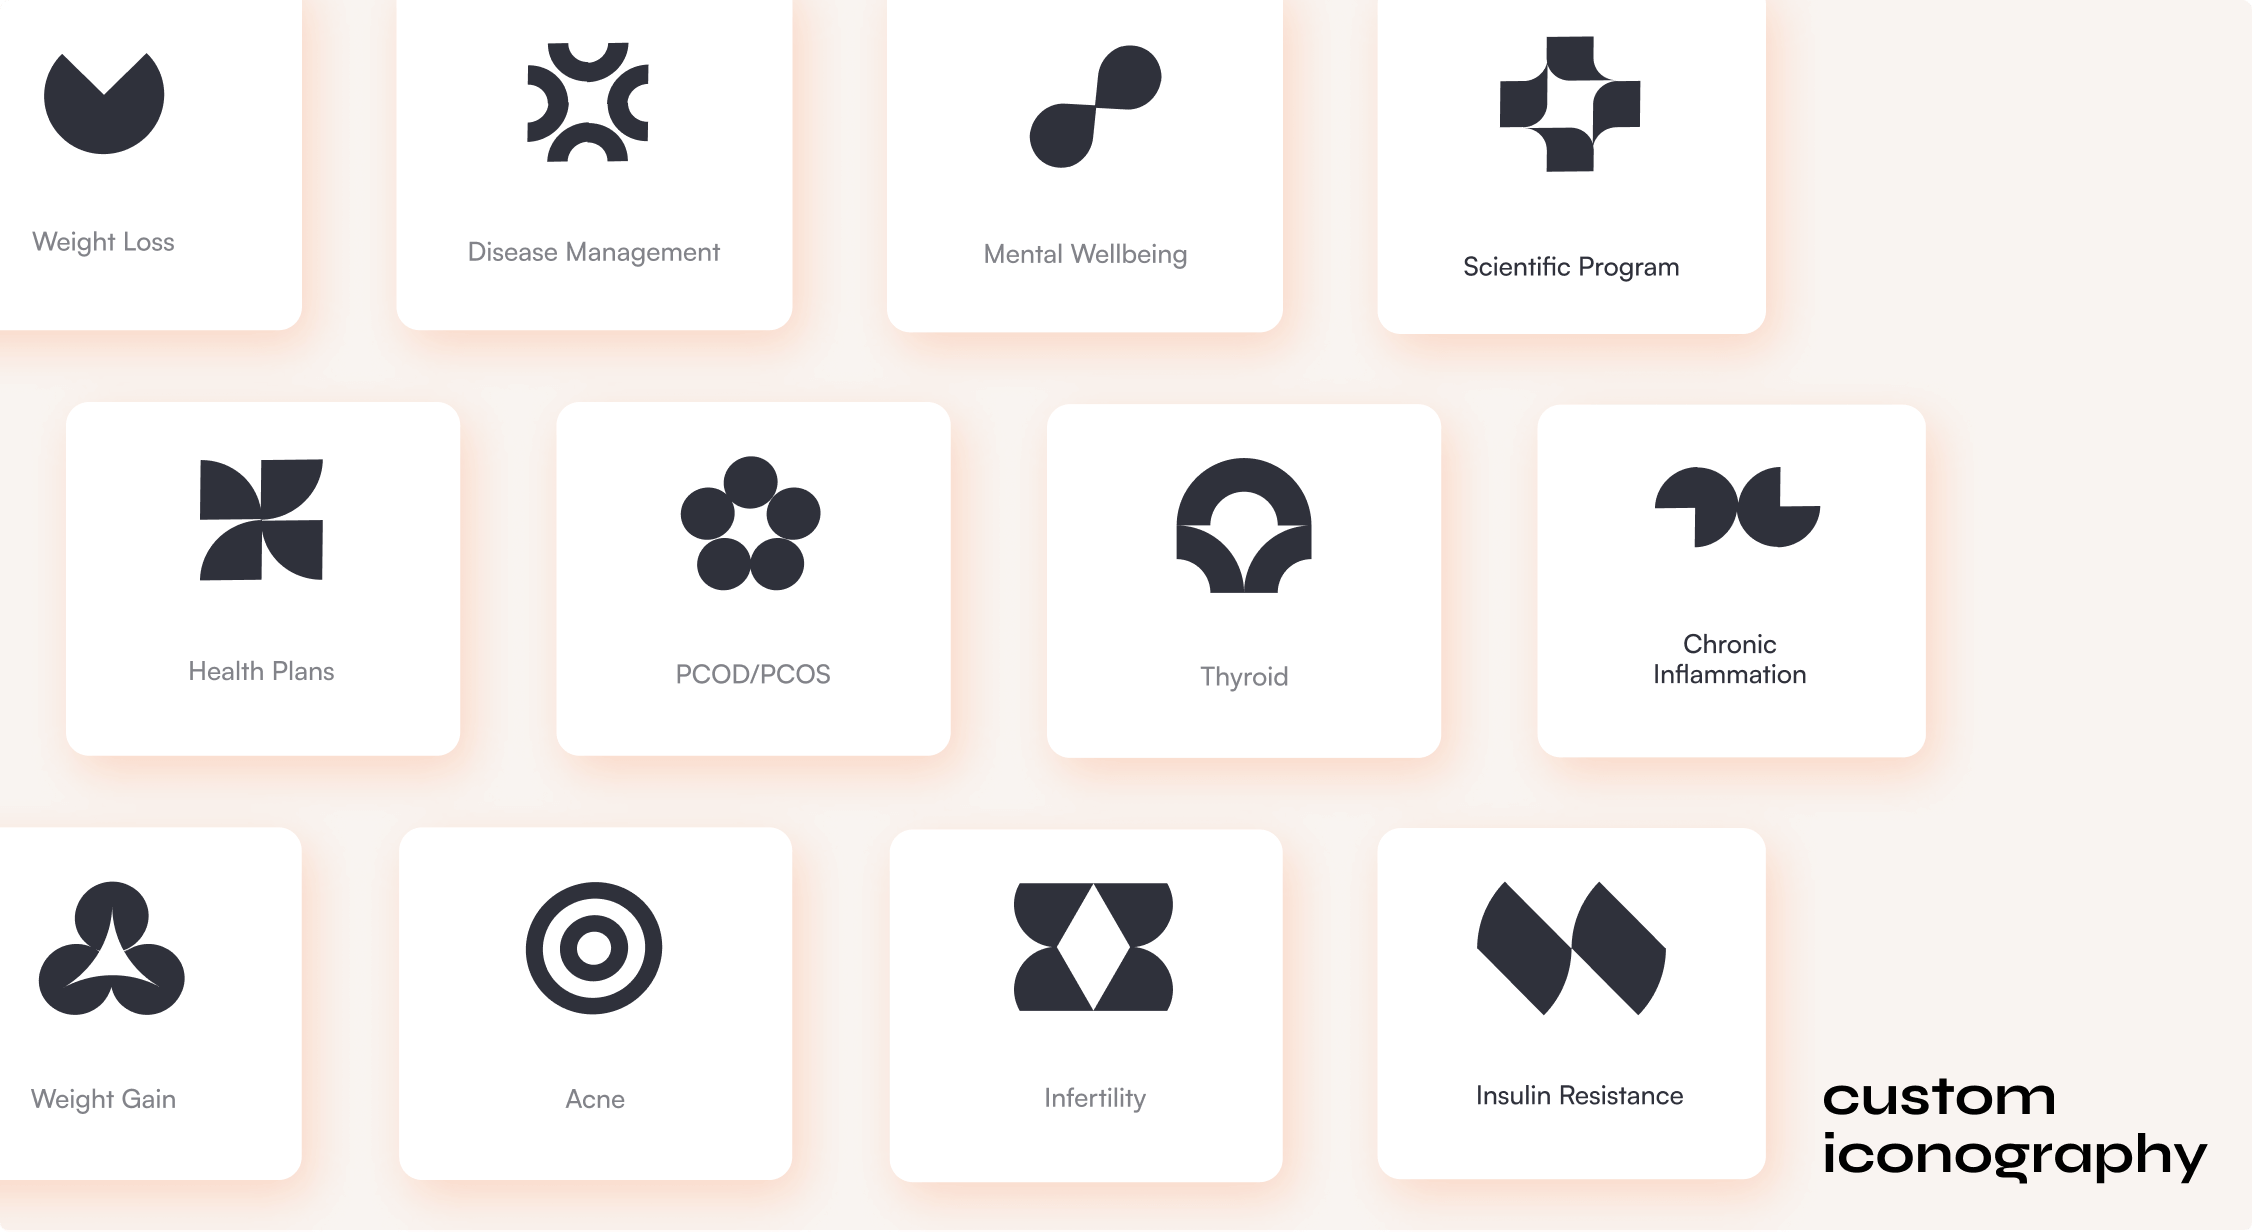 Weight Loss
Disease Management
Mental Wellbeing
Scientific Program
Health Plans
PCOD/PCOS
Thyroid
Chronic
Inflammation
Weight Gain
Acne
Infertility
Insulin Resistance
custom
iconography